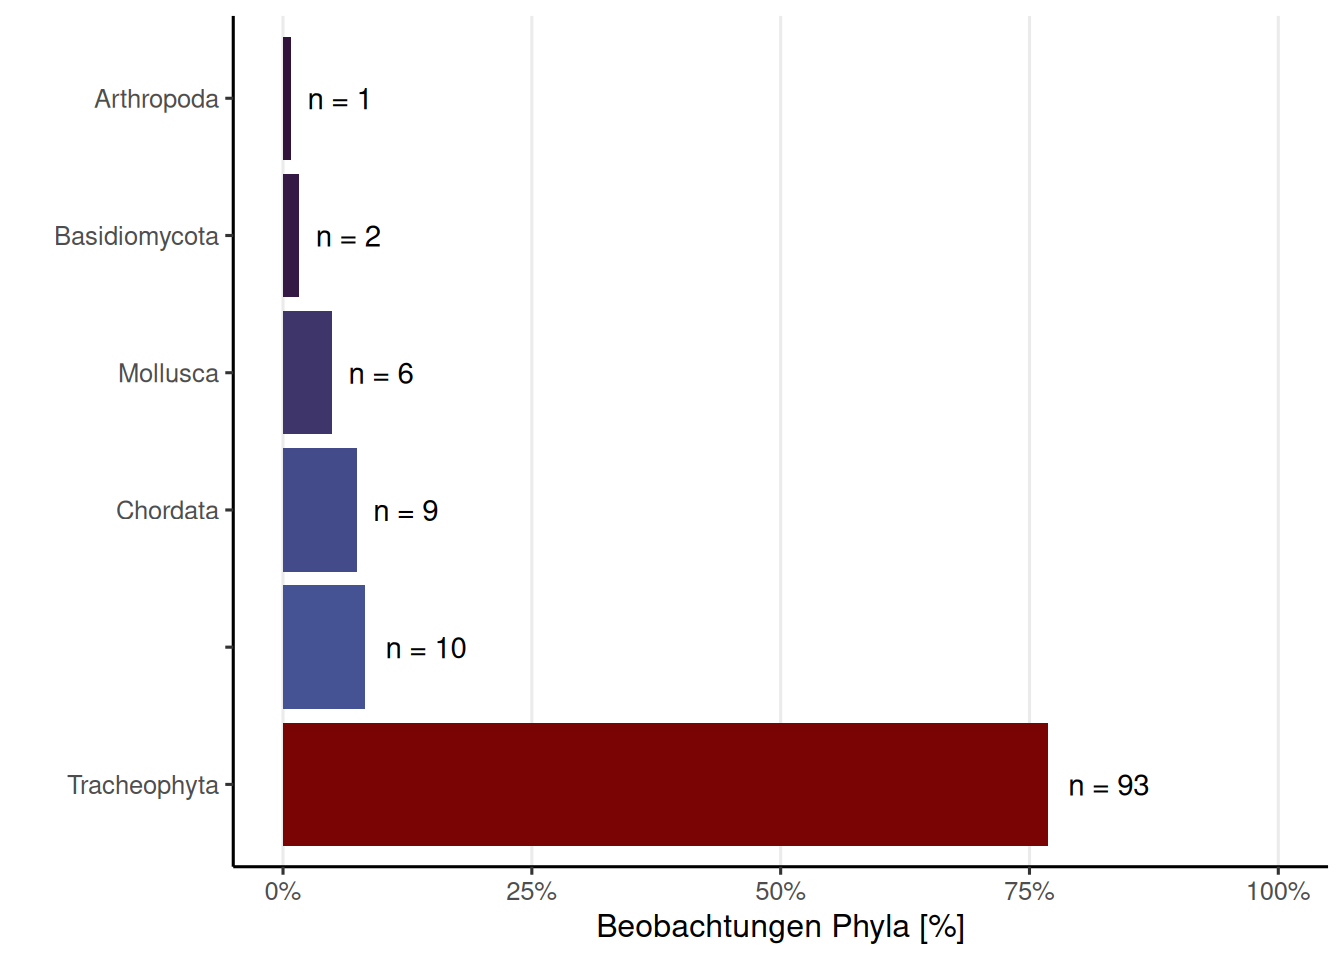 Arthropoda n = 1
Basidiomycota n = 2
Mollusca n = 6
Chordata n = 9
n = 10
Tracheophyta n = 93
0% 25% 50% 75% 100%
Beobachtungen Phyla [%]